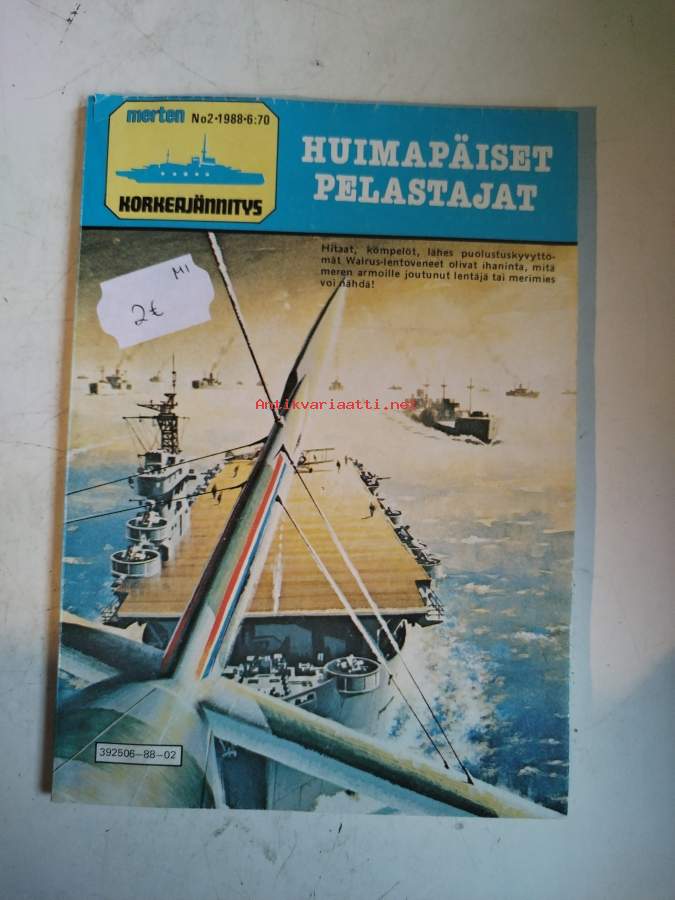 merten No2•1988•6:70
KORKEAJÄNNITYS
HUIMAPÄISET
PELASTAJAT
Hitaat, kömpelöt, lähes puolustuskyvyttö-
mät Walrus-lentoveneet olivat ihaninta, mitä
meren armoille joutunut lentäjä tai merimies
voi nähdä!
M1
2€
Antikvariaatti.net
392506—88—02